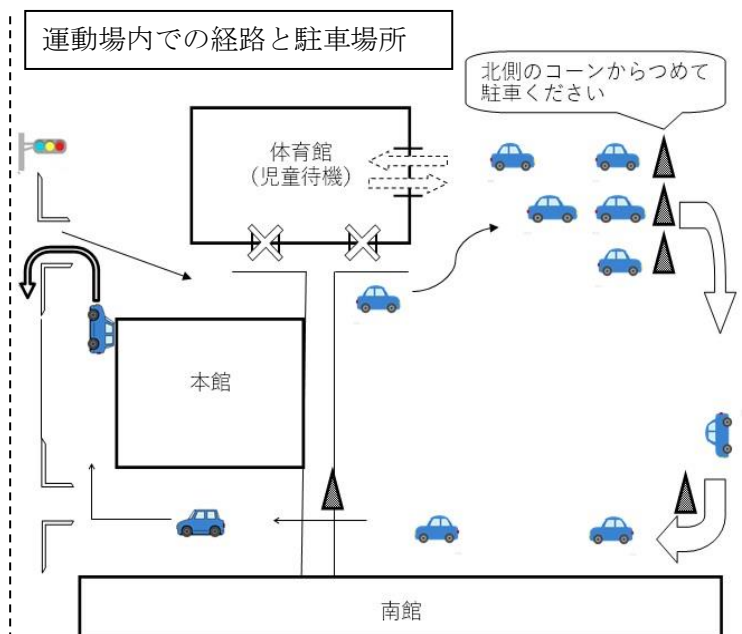 運動場内での経路と駐車場所
北側のコーンからつめて
駐車ください
体育館
(児童待機)
本館
南館